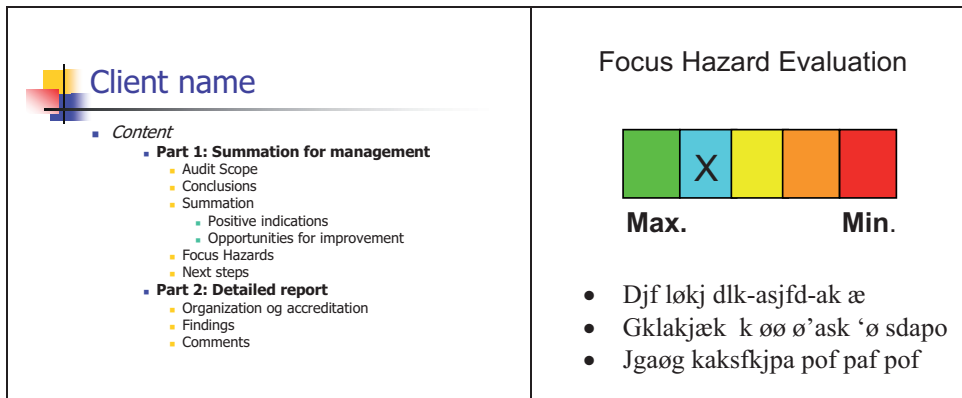 Client name
Content
Part 1: Summation for management
Audit Scope
Conclusions
Summation
Positive indications
Opportunities for improvement
Focus Hazards
Next steps
Part 2: Detailed report
Organization og accreditation
Findings
Comments
Focus Hazard Evaluation
X
Max. Min.
Djf løkj dlk-asjfd-ak æ
Gklakjæk k øø ø’ask ‘ø sdapo
Jgaøg kaksfkjpa pof paf pof